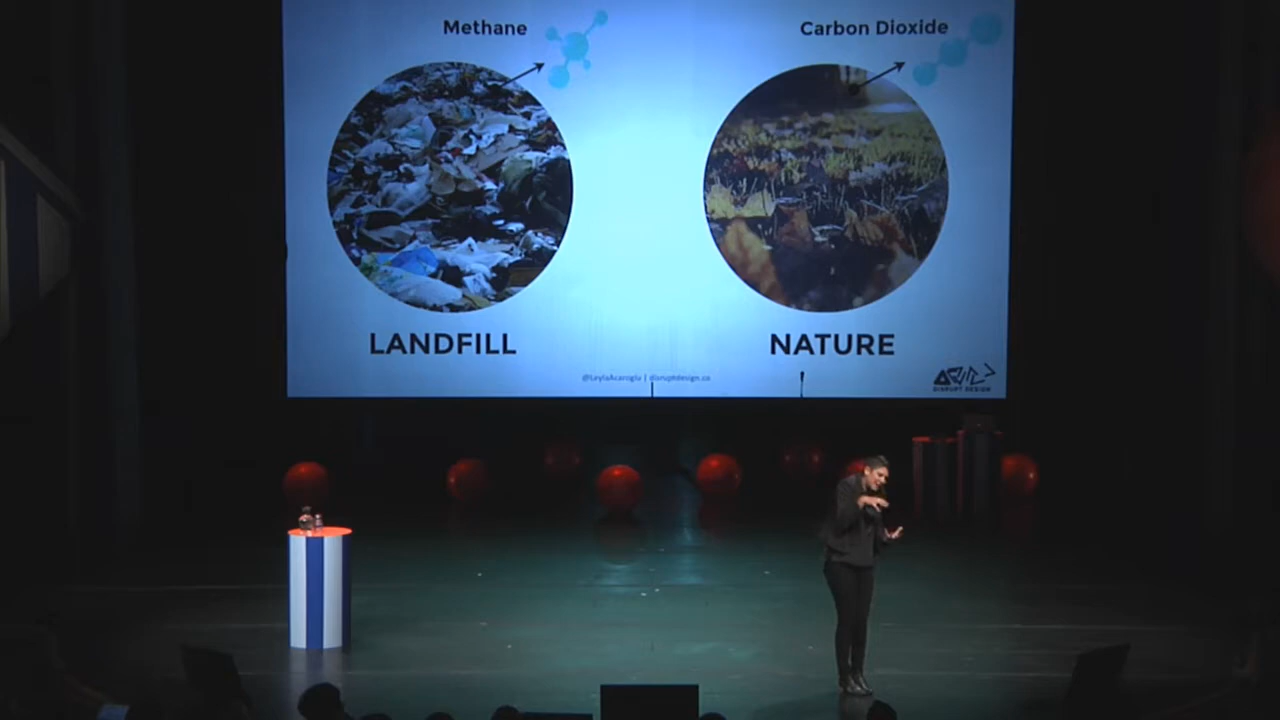 Methane
Carbon Dioxide
LANDFILL
NATURE
@LeylaAcaroglu | disruptdesign.co
DISRUPT DESIGN